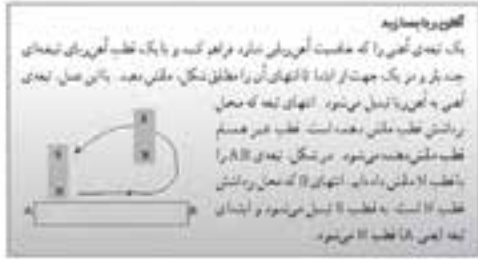 آهن‌ربا بسازید
یک تیغه‌ی آهنی را که خاصیت آهن‌ربایی ندارد فراهم کنید و با یک قطب آهن‌ربای تیغه‌ای
چند بار و در یک جهت از ابتدا تا انتهای آن را مطابق شکل، مالش دهید. با این عمل، تیغه‌ی
آهنی به آهن‌ربا تبدیل می‌شود. انتهای تیغه که محل
برداشتن قطب مالش دهنده است، قطب غیر همنام
قطب مالش‌دهنده می‌شود. در شکل، تیغه‌ی AB را
با قطب N مالش داده‌ایم. انتهای B که محل برداشتن
قطب N است، به قطب S تبدیل می‌شود و ابتدای
تیغه (یعنی A) قطب N می‌شود.
S
N
S
N
A
B